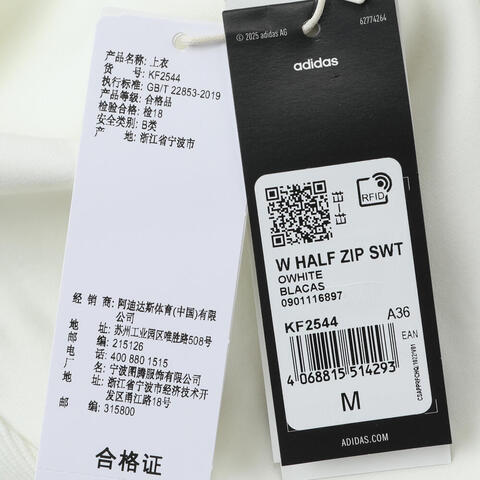 产品名称: 上衣
货 号: KF2544
执行标准: GB/T 22853-2019
产品等级: 合格品
检验合格: 检18
安全类别: B类
产 地: 浙江省宁波市
经 销 商: 阿迪达斯体育(中国)有限
公司
地 址: 苏州工业园区唯胜路508号
邮 编: 215126
电 话: 400 880 1515
厂 名: 宁波图腾服饰有限公司
地 址: 浙江省宁波市经济技术开
发区甬江路18号
邮 编: 315800
合格证
© 2025 adidas AG
62774264
adidas
RFID
W HALF ZIP SWT
OWHITE
BLACAS
0901116897
KF2544
A36
EAN
4 068815 514293
M
ADIDAS.COM